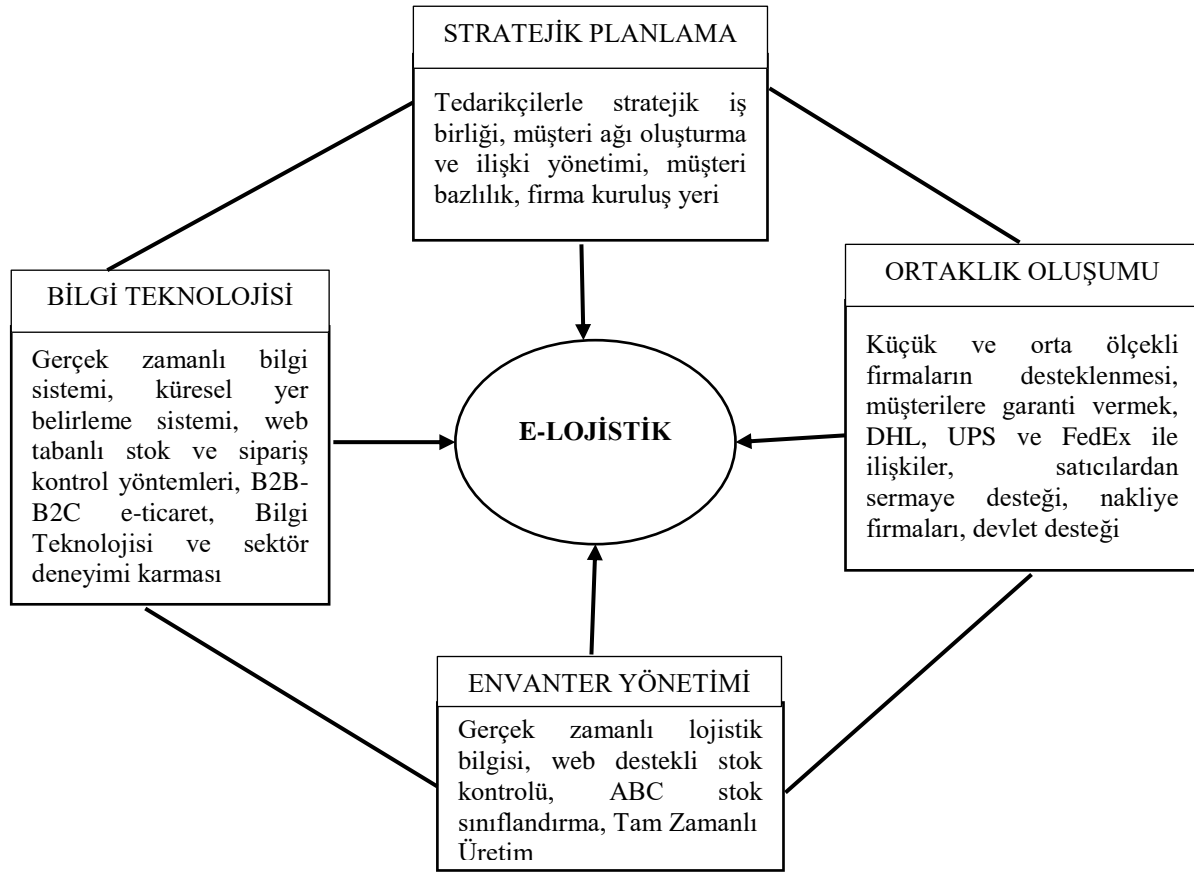 STRATEJİK PLANLAMA
Tedarikçilerle stratejik iş
birliği, müşteri ağı oluşturma
ve ilişki yönetimi, müşteri
bazlılık, firma kuruluş yeri
BİLGİ TEKNOLOJİSİ
Gerçek zamanlı bilgi
sistemi, küresel yer
belirleme sistemi, web
tabanlı stok ve sipariş
kontrol yöntemleri, B2B-
B2C e-ticaret, Bilgi
Teknolojisi ve sektör
deneyimi karması
E-LOJİSTİK
ORTAKLIK OLUŞUMU
Küçük ve orta ölçekli
firmaların desteklenmesi,
müşterilere garanti vermek,
DHL, UPS ve FedEx ile
ilişkiler, satıcılardan
sermaye desteği, nakliye
firmaları, devlet desteği
ENVANTER YÖNETİMİ
Gerçek zamanlı lojistik
bilgisi, web destekli stok
kontrolü, ABC stok
sınıflandırma, Tam Zamanlı
Üretim